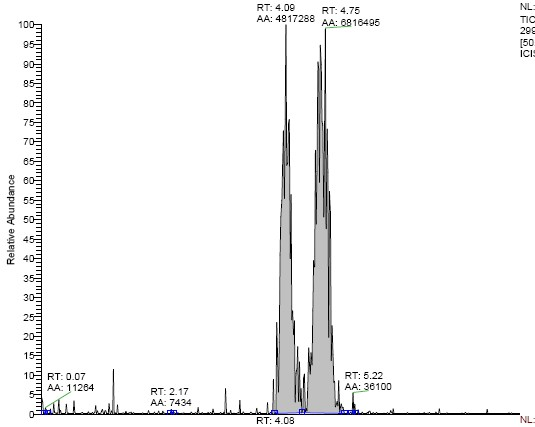 RT: 4.09
AA: 4817288
RT: 4.75
AA: 6816495
NL:
TIC
299
[50
ICIS
100
95
90
85
80
75
70
65
60
55
50
45
40
35
30
25
20
15
10
5
0
Relative Abundance
RT: 0.07
AA: 11264
RT: 2.17
AA: 7434
RT: 5.22
AA: 36100
RT: 4.08
NL: